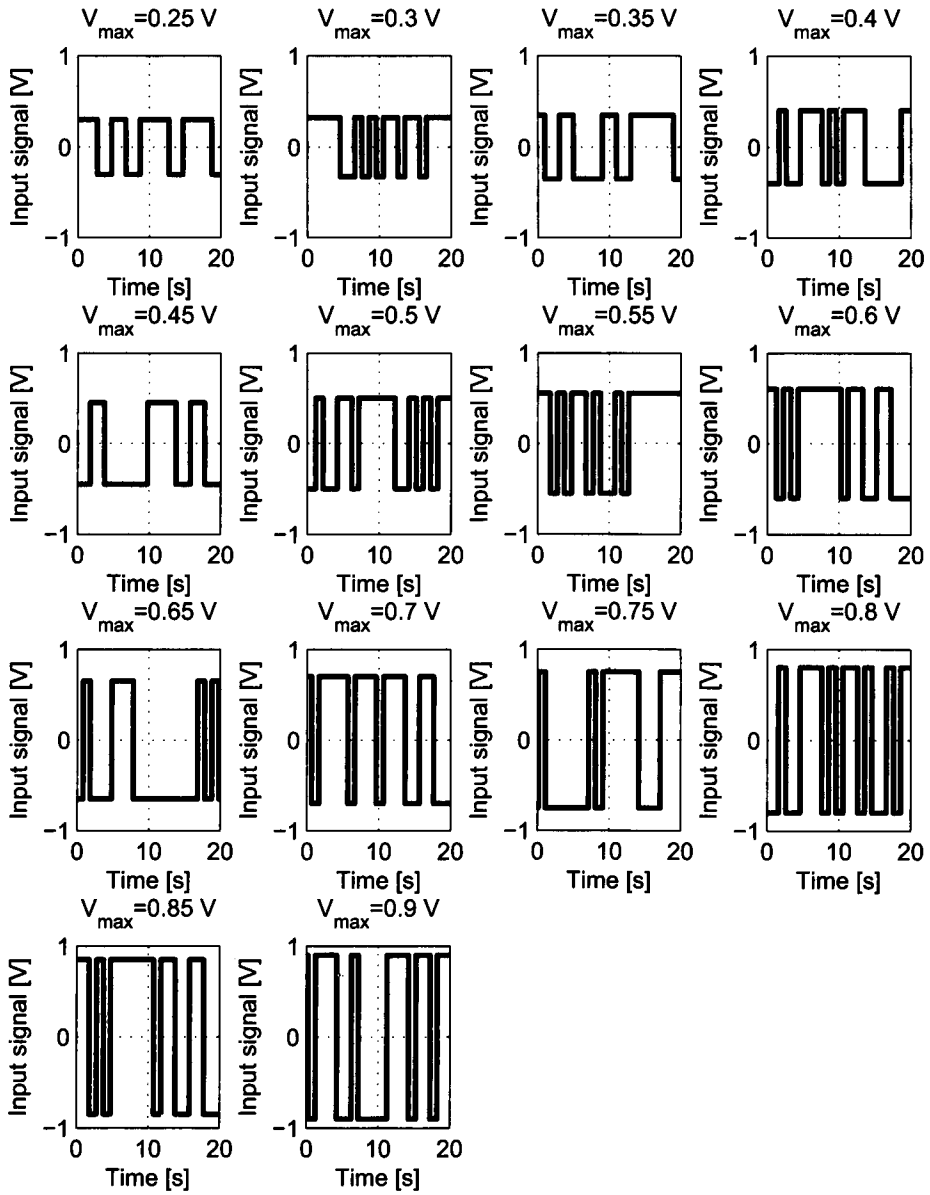 V_max=0.25 V V_max=0.3 V V_max=0.35 V V_max=0.4 V
1 1 1 1
Input signal [V] Input signal [V] Input signal [V] Input signal [V]
0 0 0 0
−1 −1 −1 −1
0 10 20 0 10 20 0 10 20 0 10 20
Time [s] Time [s] Time [s] Time [s]
V_max=0.45 V V_max=0.5 V V_max=0.55 V V_max=0.6 V
1 1 1 1
Input signal [V] Input signal [V] Input signal [V] Input signal [V]
0 0 0 0
−1 −1 −1 −1
0 10 20 0 10 20 0 10 20 0 10 20
Time [s] Time [s] Time [s] Time [s]
V_max=0.65 V V_max=0.7 V V_max=0.75 V V_max=0.8 V
1 1 1 1
Input signal [V] Input signal [V] Input signal [V] Input signal [V]
0 0 0 0
−1 −1 −1 −1
0 10 20 0 10 20 0 10 20 0 10 20
Time [s] Time [s] Time [s] Time [s]
V_max=0.85 V V_max=0.9 V
1 1
Input signal [V] Input signal [V]
0 0
−1 −1
0 10 20 0 10 20
Time [s] Time [s]